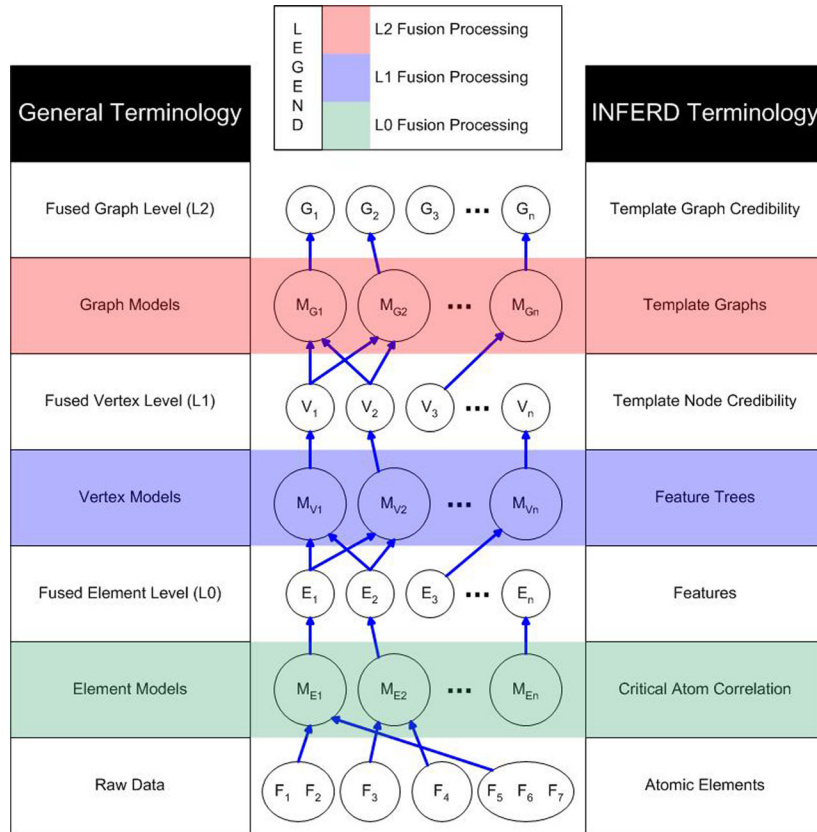 LEGEND
L2 Fusion Processing
L1 Fusion Processing
L0 Fusion Processing
General Terminology
INFERD Terminology
Fused Graph Level (L2)
G1 G2 G3 ... Gn
Template Graph Credibility
Graph Models
MG1 MG2 ... MGn
Template Graphs
Fused Vertex Level (L1)
V1 V2 V3 ... Vn
Template Node Credibility
Vertex Models
MV1 MV2 ... MVn
Feature Trees
Fused Element Level (L0)
E1 E2 E3 ... En
Features
Element Models
ME1 ME2 ... MEn
Critical Atom Correlation
Raw Data
F1 F2 F3 F4 F5 F6 F7
Atomic Elements